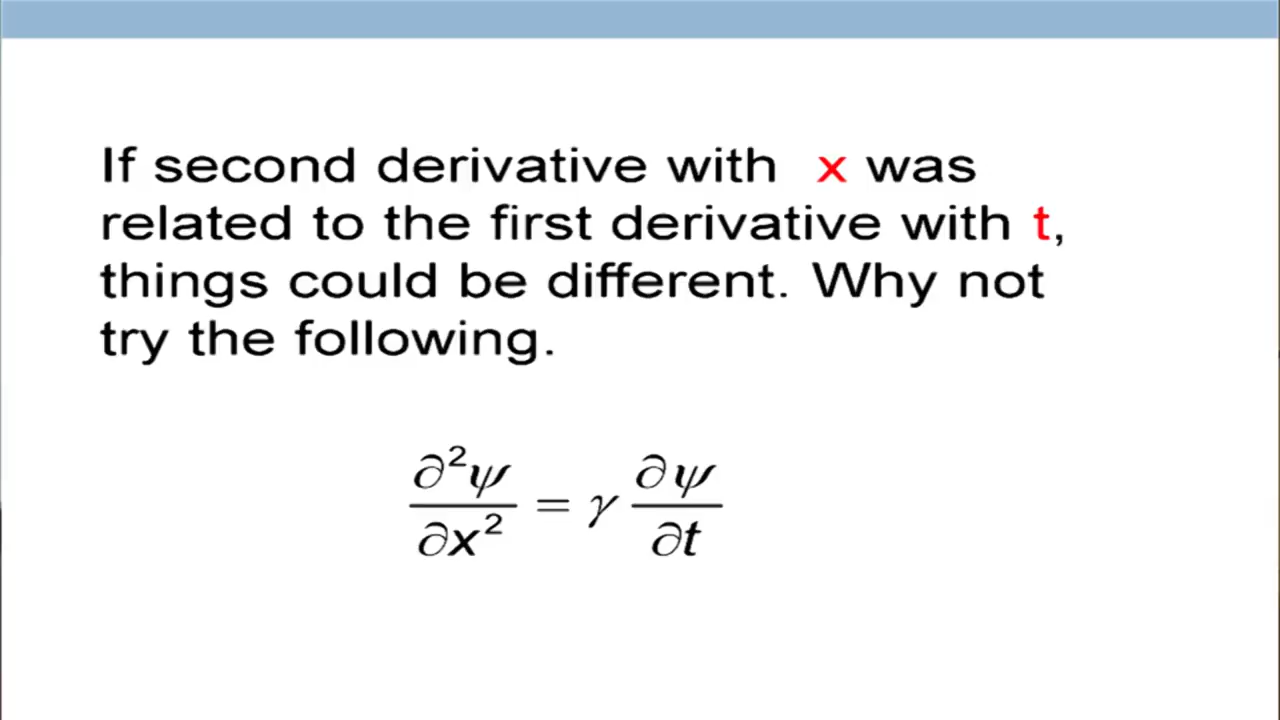 If second derivative with x was
related to the first derivative with t,
things could be different. Why not
try the following.
∂²ψ/∂x² = γ ∂ψ/∂t